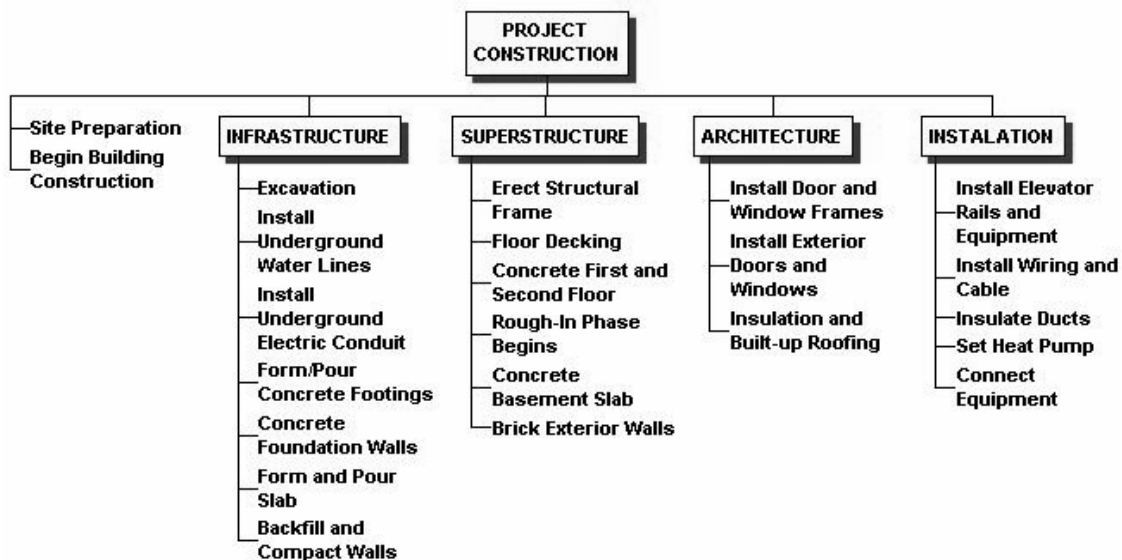 PROJECT
CONSTRUCTION
Site Preparation
Begin Building
Construction
INFRASTRUCTURE
Excavation
Install
Underground
Water Lines
Install
Underground
Electric Conduit
Form/Pour
Concrete Footings
Concrete
Foundation Walls
Form and Pour
Slab
Backfill and
Compact Walls
SUPERSTRUCTURE
Erect Structural
Frame
Floor Decking
Concrete First and
Second Floor
Rough-In Phase
Begins
Concrete
Basement Slab
Brick Exterior Walls
ARCHITECTURE
Install Door and
Window Frames
Install Exterior
Doors and
Windows
Insulation and
Built-up Roofing
INSTALATION
Install Elevator
Rails and
Equipment
Install Wiring and
Cable
Insulate Ducts
Set Heat Pump
Connect
Equipment